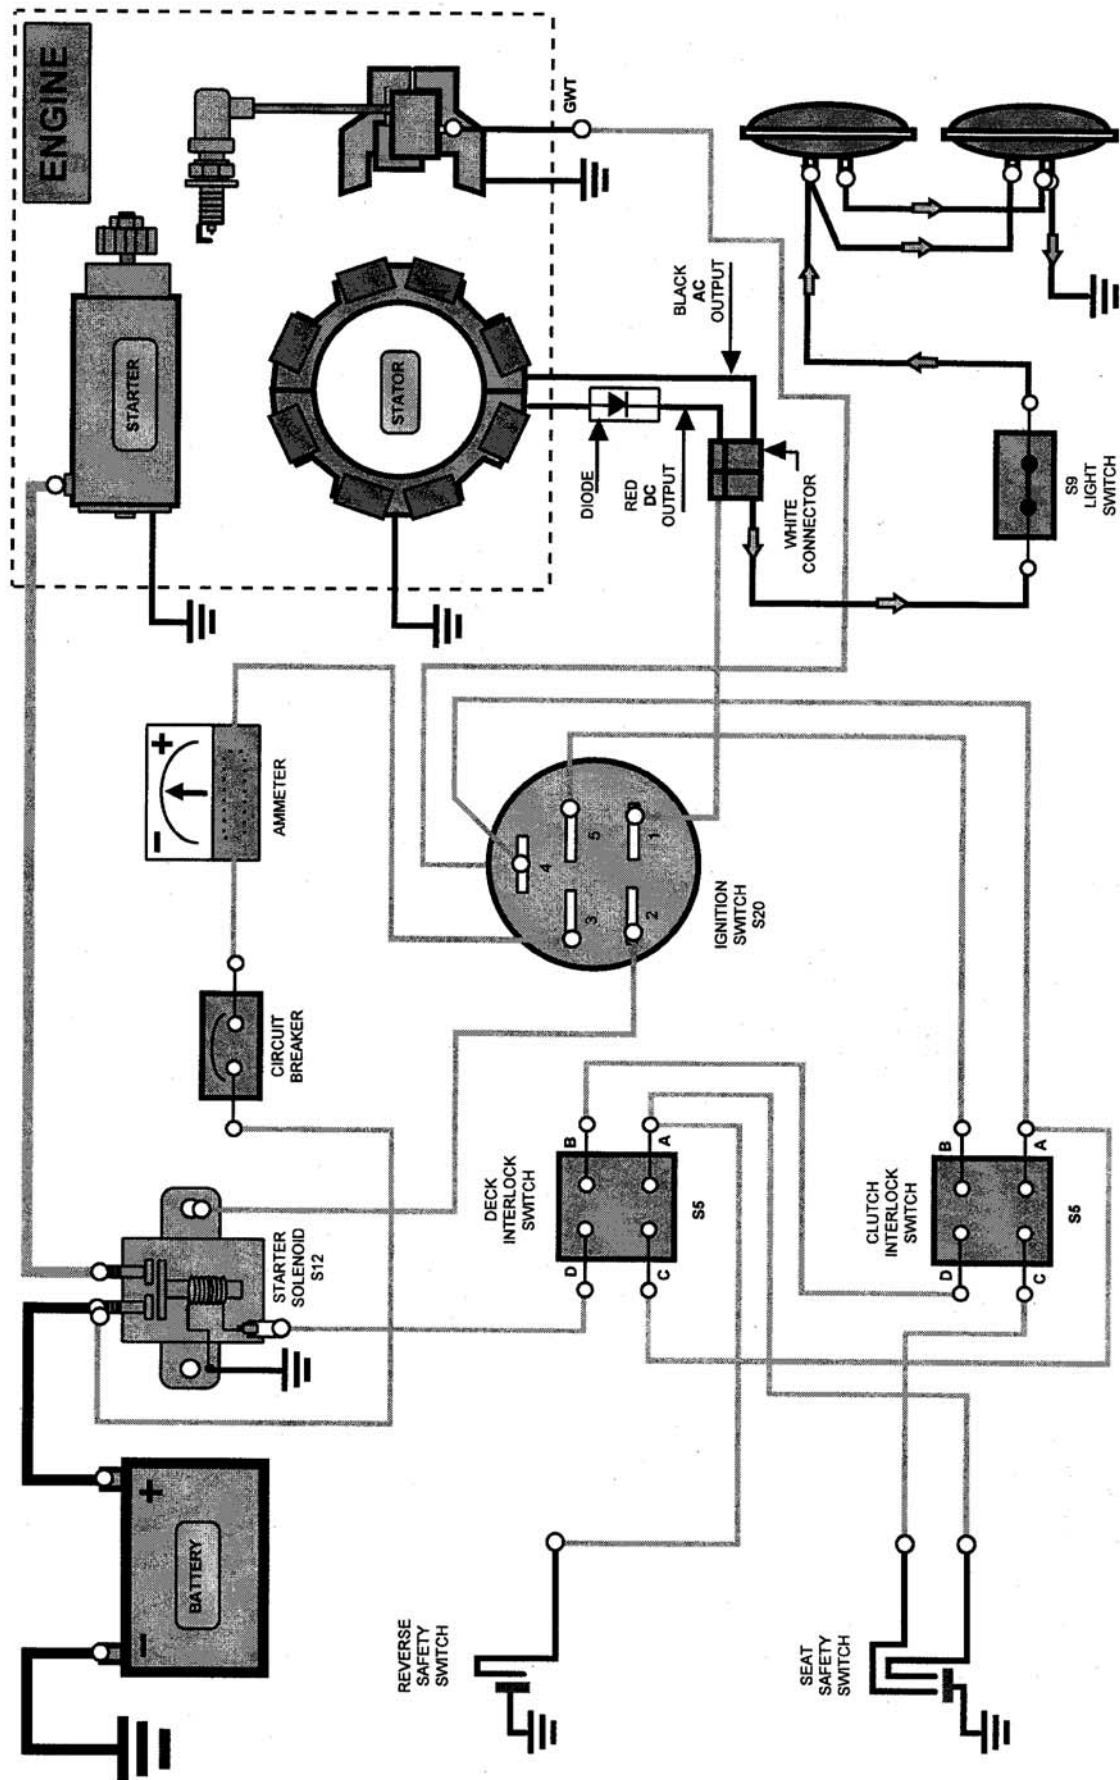 ENGINE
STARTER
GWT
STATOR
BLACK
AC
OUTPUT
DIODE
RED
DC
OUTPUT
WHITE
CONNECTOR
S9
LIGHT
SWITCH
-
+
AMMETER
CIRCUIT
BREAKER
4
3
5
2
1
IGNITION
SWITCH
S20
STARTER
SOLENOID
S12
DECK
INTERLOCK
SWITCH
D
B
C
A
S5
CLUTCH
INTERLOCK
SWITCH
D
B
C
A
S5
-
+
BATTERY
REVERSE
SAFETY
SWITCH
SEAT
SAFETY
SWITCH